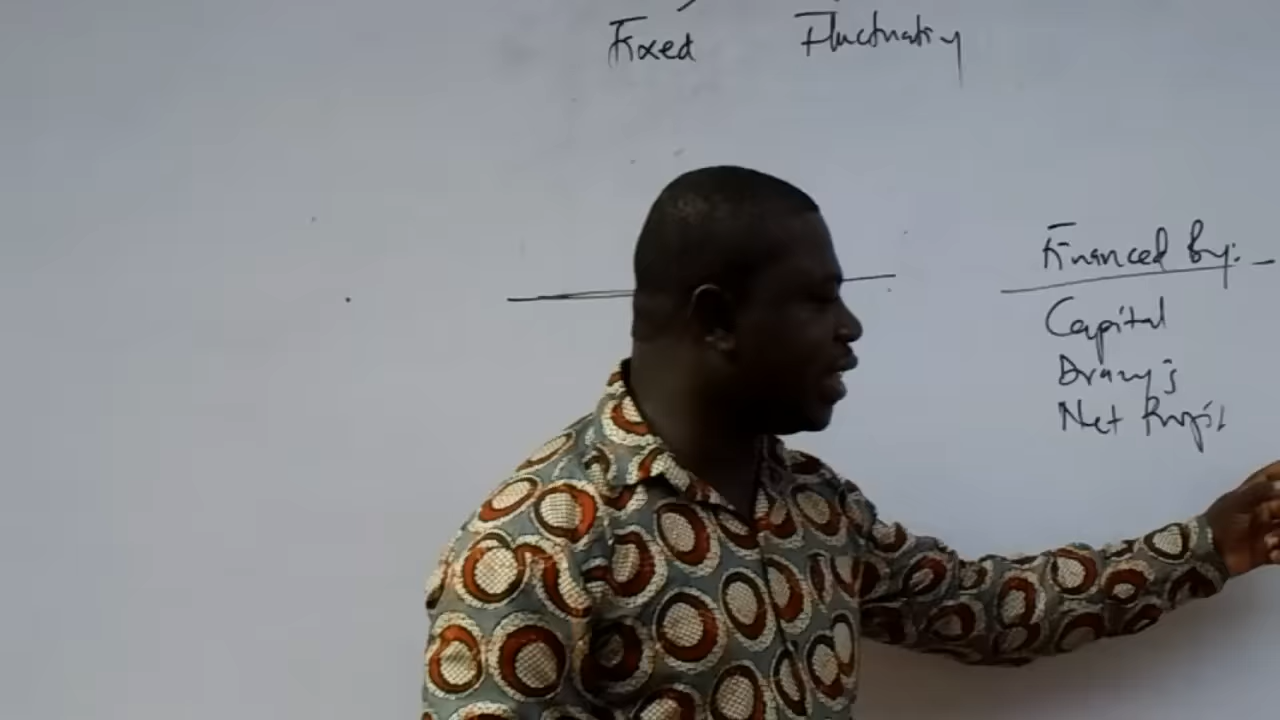 Fixed Fluctuating
Financed By:-
Capital
Drawings
Net Profit